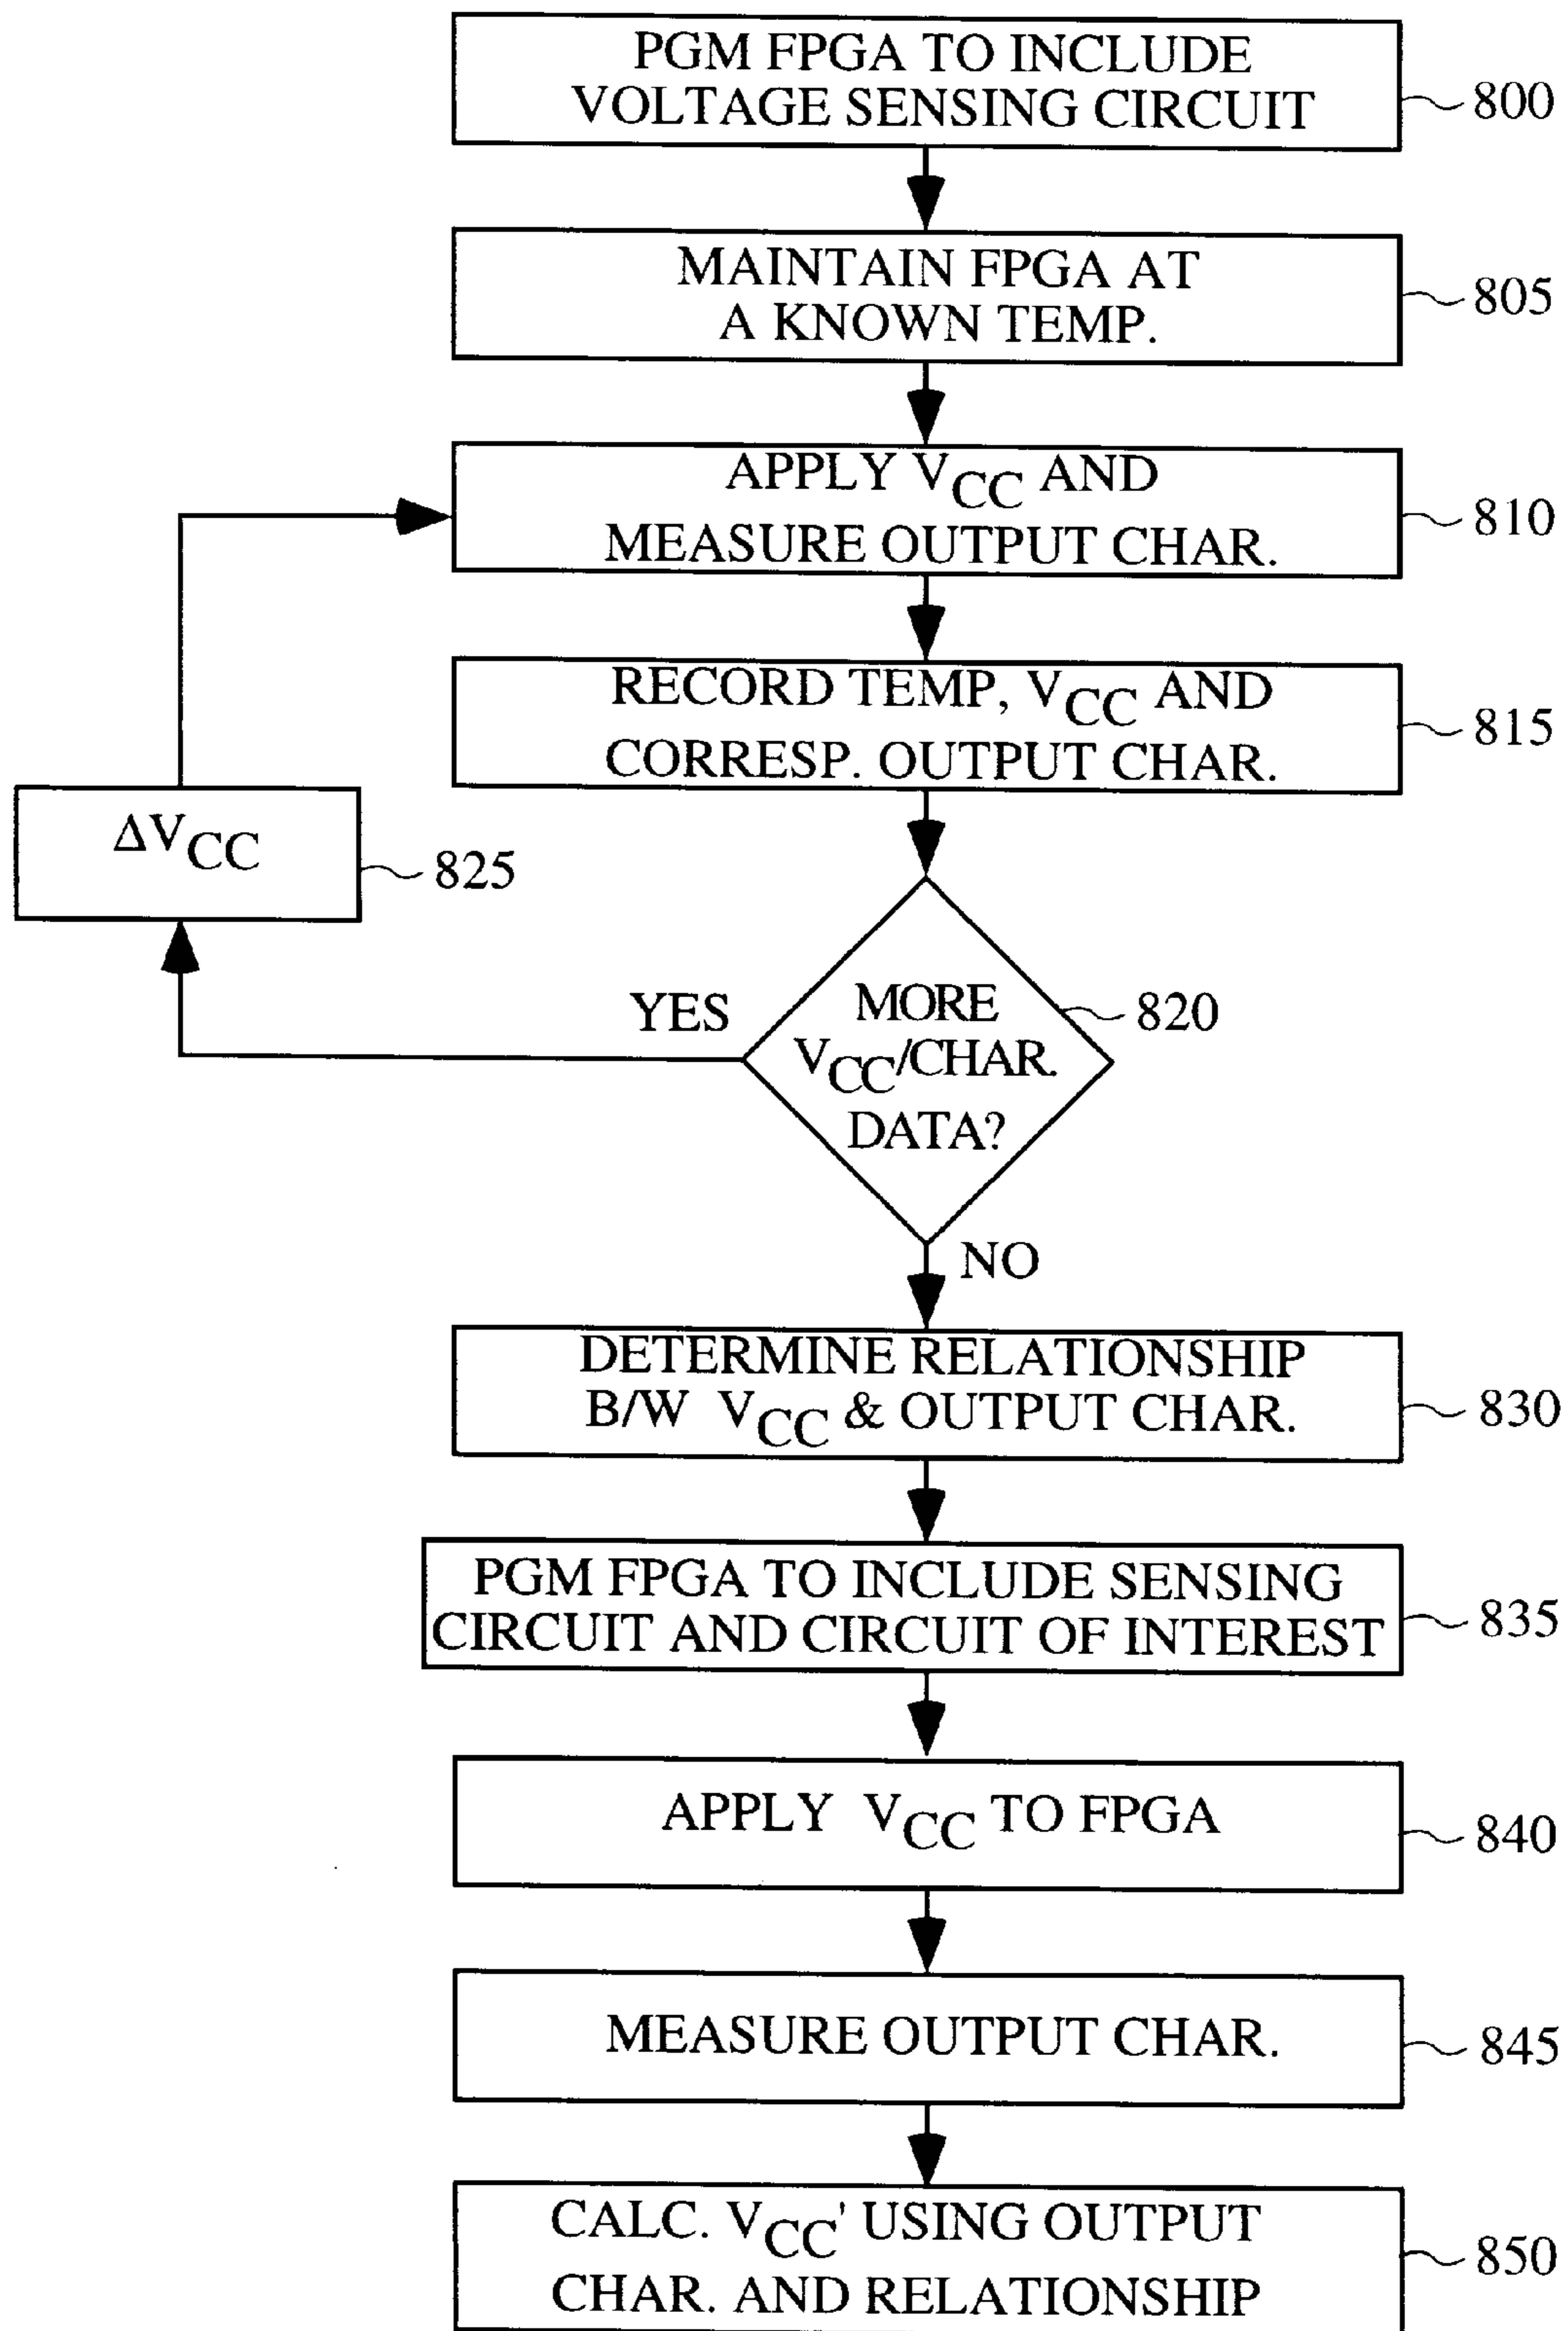 PGM FPGA TO INCLUDE
VOLTAGE SENSING CIRCUIT
800
MAINTAIN FPGA AT
A KNOWN TEMP.
805
APPLY VCC AND
MEASURE OUTPUT CHAR.
810
RECORD TEMP, VCC AND
CORRESP. OUTPUT CHAR.
815
ΔVCC
825
YES
MORE
VCC/CHAR.
DATA?
820
NO
DETERMINE RELATIONSHIP
B/W VCC & OUTPUT CHAR.
830
PGM FPGA TO INCLUDE SENSING
CIRCUIT AND CIRCUIT OF INTEREST
835
APPLY VCC TO FPGA
840
MEASURE OUTPUT CHAR.
845
CALC. VCC' USING OUTPUT
CHAR. AND RELATIONSHIP
850